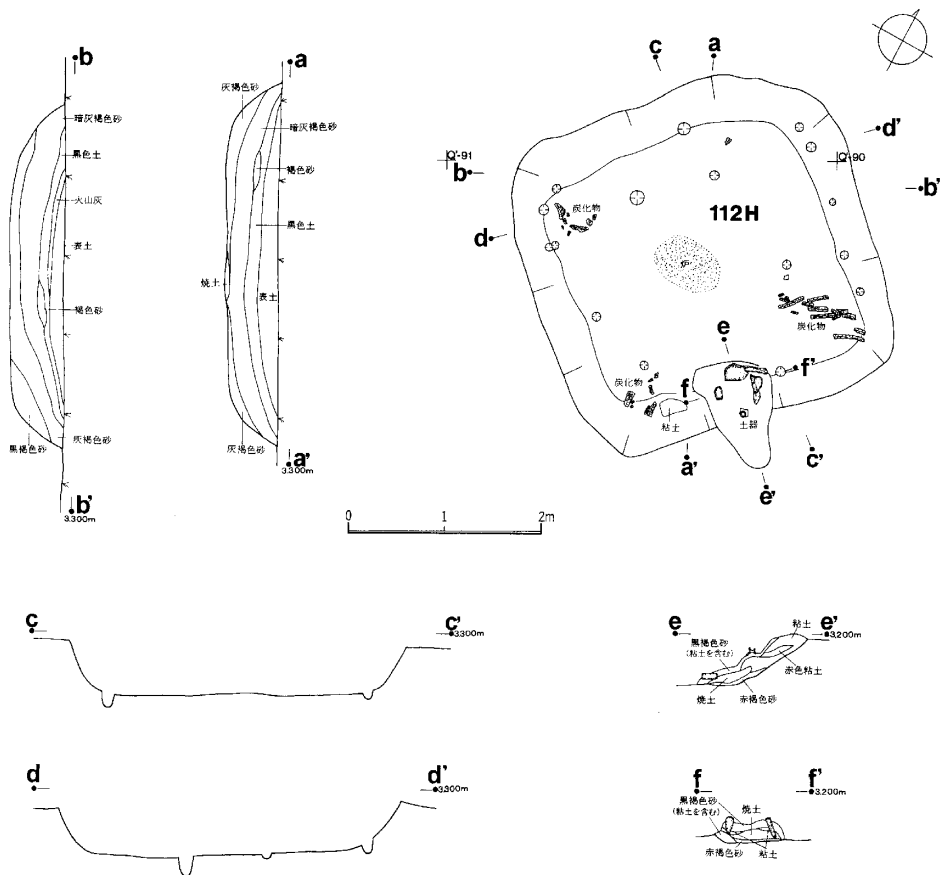 b
暗灰褐色砂
黒色土
火山灰
表土
褐色砂
灰褐色砂
黒褐色砂
b'
3.300m
a
灰褐色砂
暗灰褐色砂
褐色砂
黒色土
焼土
表土
灰褐色砂
a'
3.300m
c
a
d'
Q'-91
Q'-90
b
b'
炭化物
112H
d
炭化物
e
f'
炭化物
f
粘土
土器
a'
c'
e'
0 1 2m
c
c'
3.300m
e
e'
3.200m
粘土
黒褐色砂
(粘土を含む)
赤色粘土
焼土
赤褐色砂
d
d'
3.300m
f
f'
3.200m
黒褐色砂
(粘土を含む)
焼土
赤褐色砂
粘土